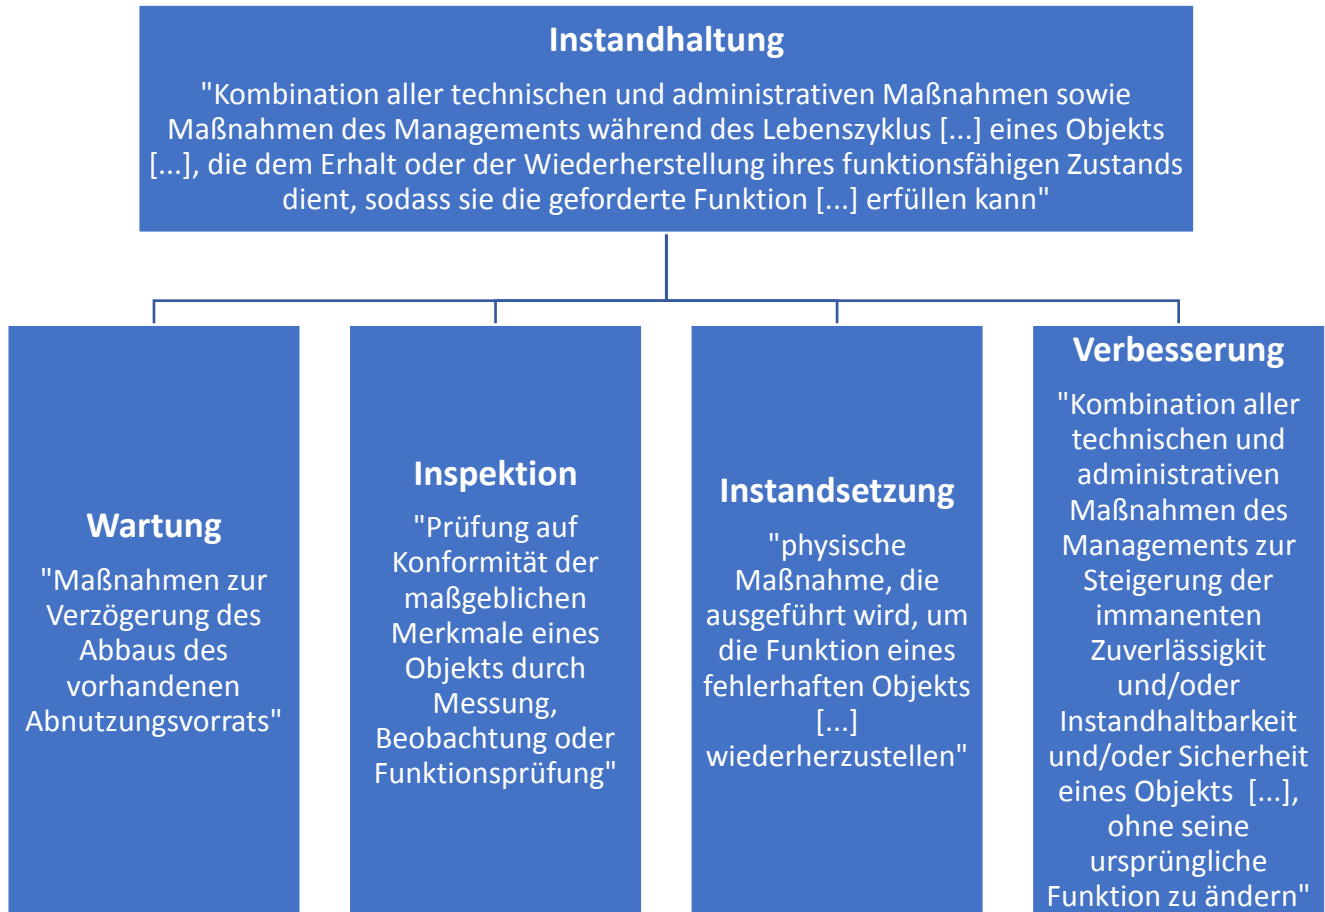 Instandhaltung
"Kombination aller technischen und administrativen Maßnahmen sowie
Maßnahmen des Managements während des Lebenszyklus [...] eines Objekts
[...], die dem Erhalt oder der Wiederherstellung ihres funktionsfähigen Zustands
dient, sodass sie die geforderte Funktion [...] erfüllen kann"
Wartung
"Maßnahmen zur
Verzögerung des
Abbaus des
vorhandenen
Abnutzungsvorrats"
Inspektion
"Prüfung auf
Konformität der
maßgeblichen
Merkmale eines
Objekts durch
Messung,
Beobachtung oder
Funktionsprüfung"
Instandsetzung
"physische
Maßnahme, die
ausgeführt wird, um
die Funktion eines
fehlerhaften Objekts
[...]
wiederherzustellen"
Verbesserung
"Kombination aller
technischen und
administrativen
Maßnahmen des
Managements zur
Steigerung der
immanenten
Zuverlässigkit
und/oder
Instandhaltbarkeit
und/oder Sicherheit
eines Objekts [...],
ohne seine
ursprüngliche
Funktion zu ändern"